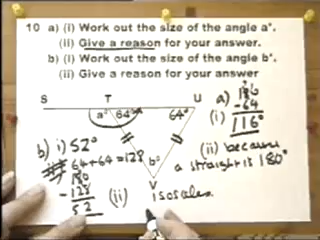 10 a) (i) Work out the size of the angle a°.
(ii) Give a reason for your answer.
b) (i) Work out the size of the angle b°.
(ii) Give a reason for your answer
S T U
a° 64° 64°
b°
V
a) 180
-64
(i) 116°
(ii) because
a straight is 180°
b) i) 52°
64+64=128
180
-128
52
(ii) isosoles